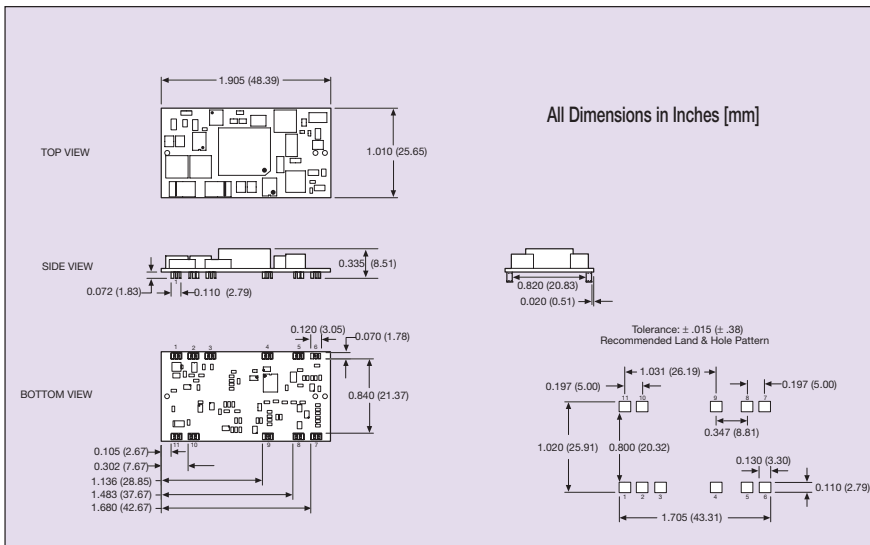 1.905 (48.39)
All Dimensions in Inches [mm]
TOP VIEW
1.010 (25.65)
SIDE VIEW
1
0.335 (8.51)
0.072 (1.83)
0.110 (2.79)
0.820 (20.83)
0.020 (0.51)
0.120 (3.05)
0.070 (1.78)
1 2 3 4 5 6
BOTTOM VIEW
0.840 (21.37)
11 10 9 8 7
0.105 (2.67)
0.302 (7.67)
1.136 (28.85)
1.483 (37.67)
1.680 (42.67)
Tolerance: ± .015 (± .38)
Recommended Land & Hole Pattern
1.031 (26.19)
0.197 (5.00)
0.197 (5.00)
11 10 9 8 7
0.347 (8.81)
1.020 (25.91)
0.800 (20.32)
0.130 (3.30)
0.110 (2.79)
1 2 3 4 5 6
1.705 (43.31)